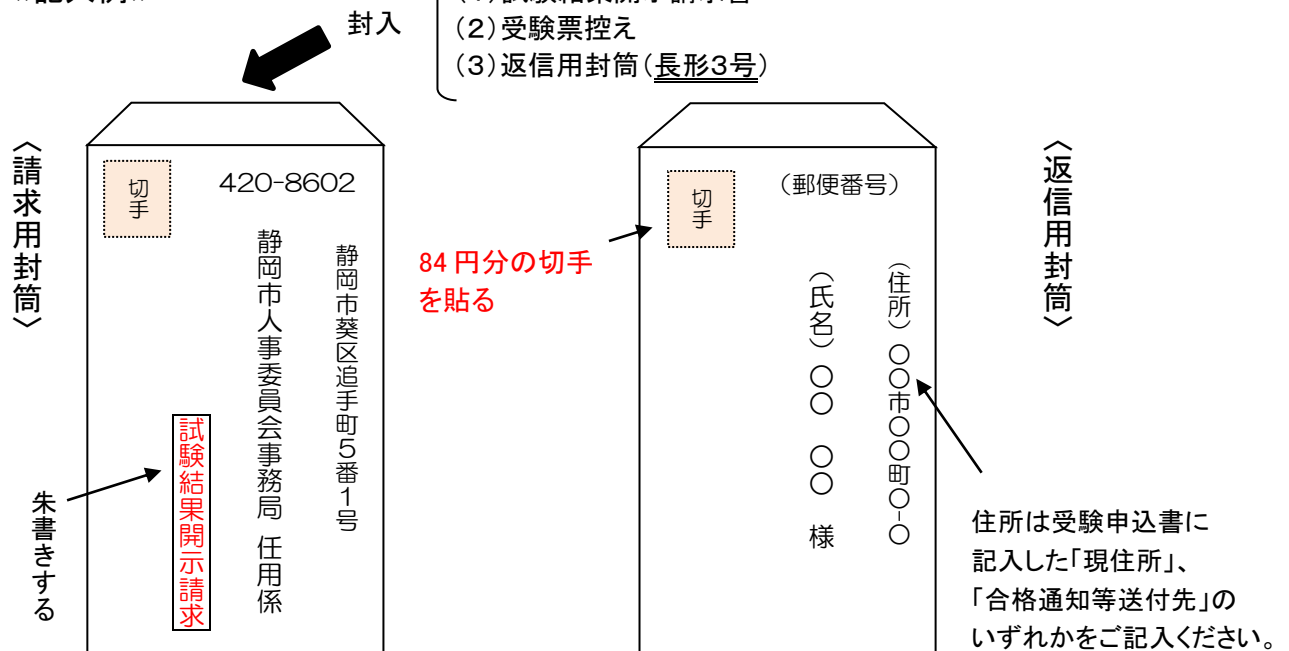 封入
(2)受験票控え
(3)返信用封筒(長形3号)
〈請求用封筒〉
切手
420-8602
静岡市葵区追手町5番1号
静岡市人事委員会事務局 任用係
試験結果開示請求
朱書きする
84円分の切手
を貼る
切手
(郵便番号)
(住所)〇〇市〇〇町〇-〇
(氏名)〇〇 〇〇 様
〈返信用封筒〉
住所は受験申込書に
記入した「現住所」、
「合格通知等送付先」の
いずれかをご記入ください。